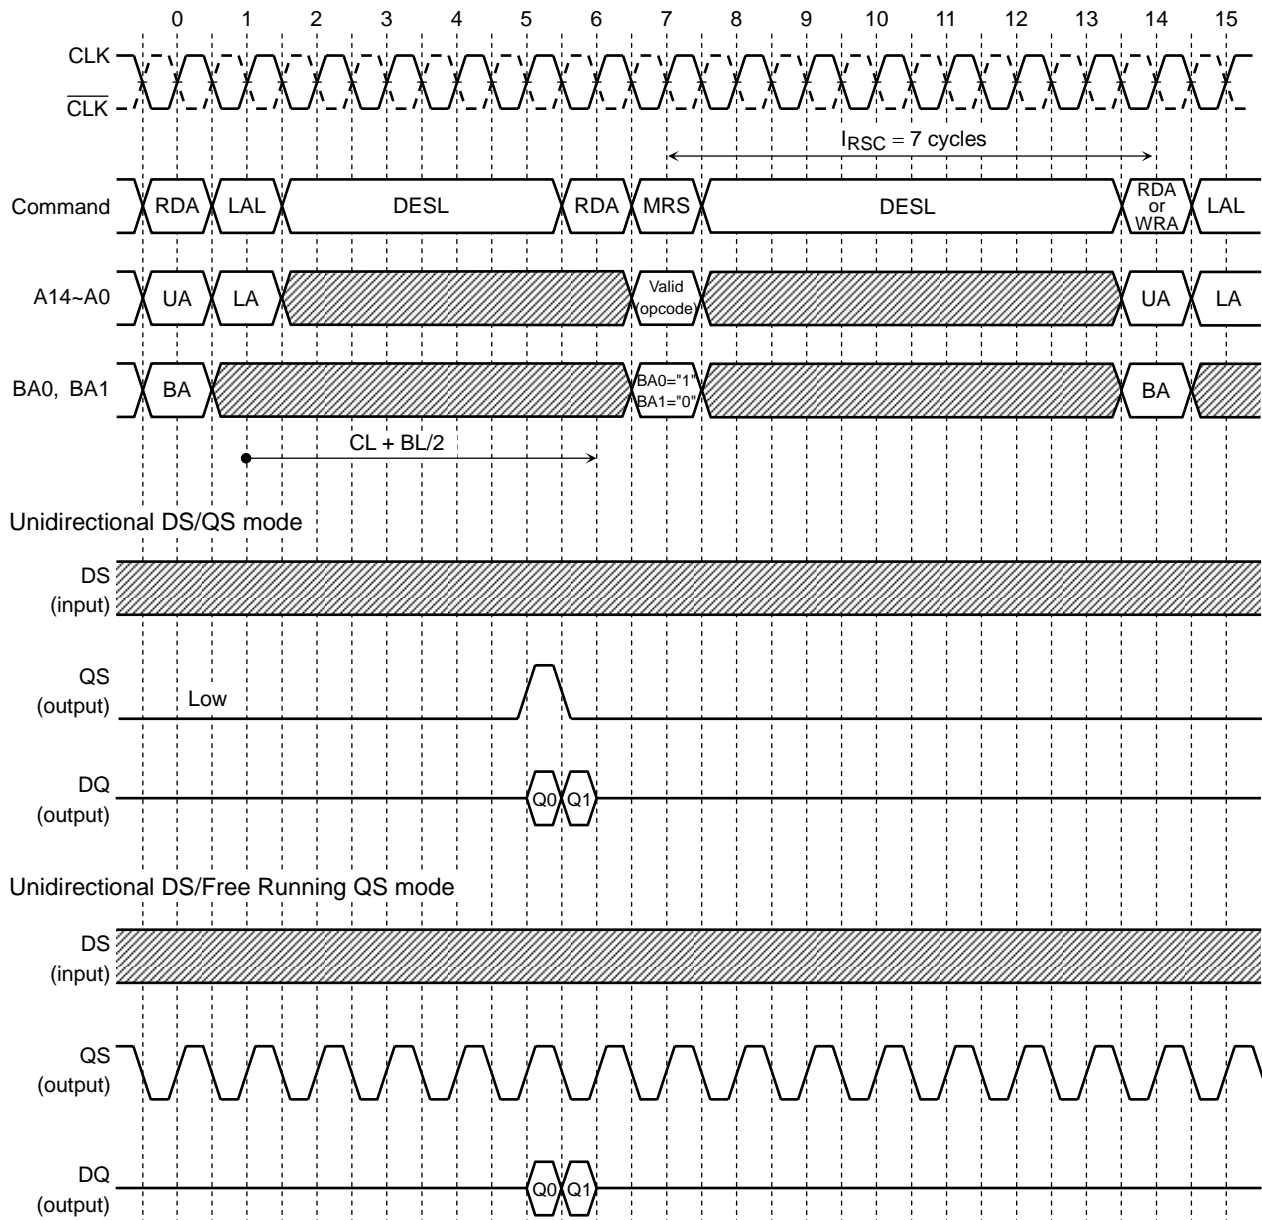 0 1 2 3 4 5 6 7 8 9 10 11 12 13 14 15
CLK
CLK
IRSC = 7 cycles
Command RDA LAL DESL RDA MRS DESL RDA or WRA LAL
A14~A0 UA LA Valid (opcode) UA LA
BA0, BA1 BA BA0="1" BA1="0" BA
CL + BL/2
Unidirectional DS/QS mode
DS
(input)
QS
(output)
Low
DQ
(output)
Q0 Q1
Unidirectional DS/Free Running QS mode
DS
(input)
QS
(output)
DQ
(output)
Q0 Q1